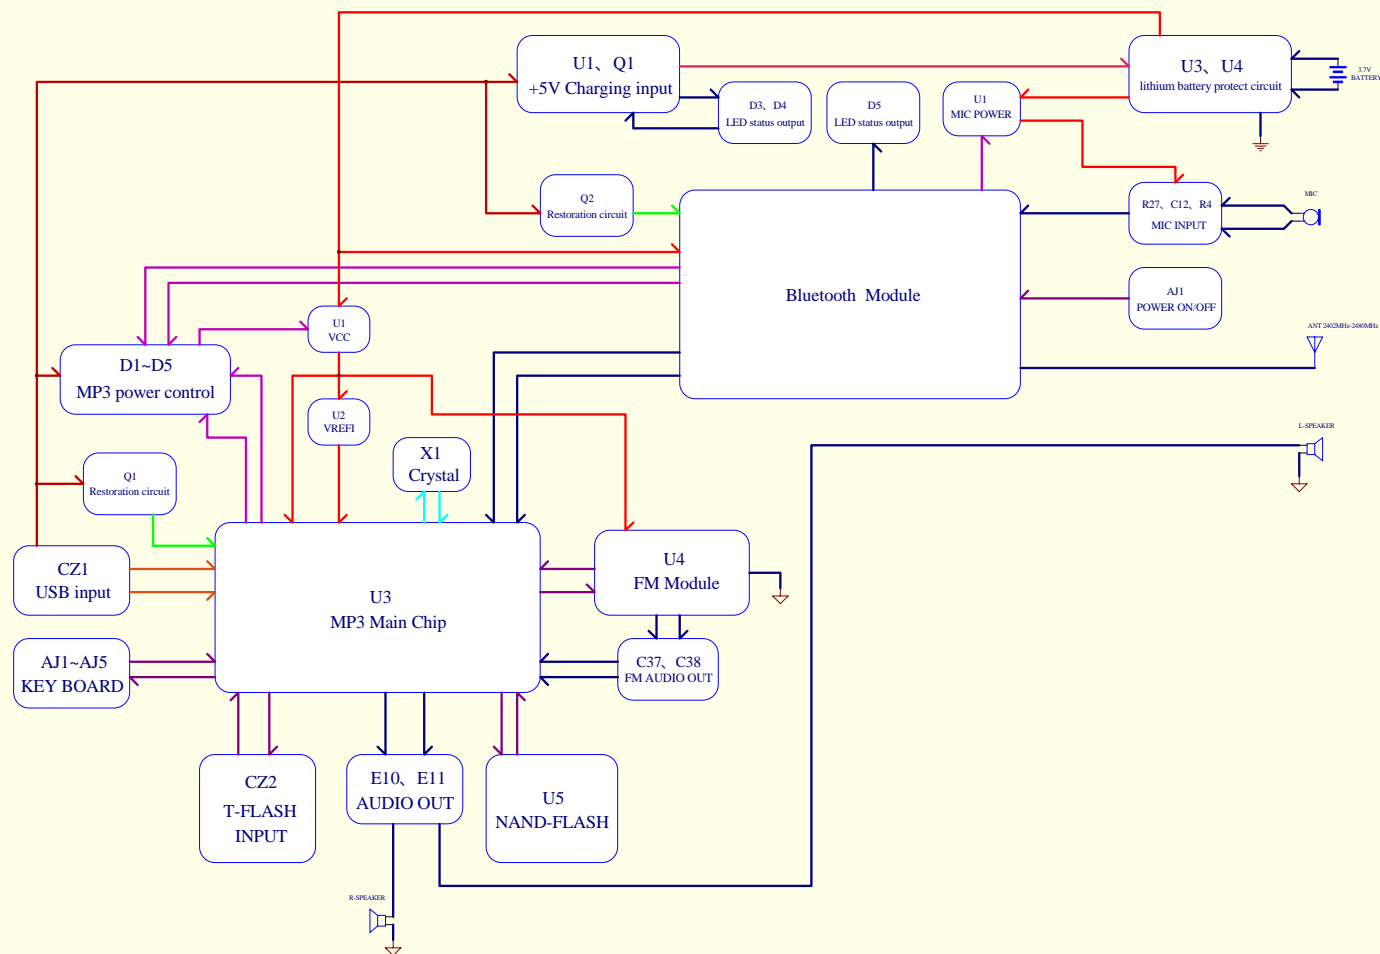 U1、Q1
+5V Charging input
U3、U4
lithium battery protect circuit
3.7V
BATTERY
D3、D4
LED status output
D5
LED status output
U1
MIC POWER
Q2
Restoration circuit
R27、C12、R4
MIC INPUT
MIC
Bluetooth Module
AJ1
POWER ON/OFF
ANT 2402MHz-2480MHz
U1
VCC
D1~D5
MP3 power control
U2
VREFI
X1
Crystal
L-SPEAKER
Q1
Restoration circuit
CZ1
USB input
U3
MP3 Main Chip
U4
FM Module
AJ1~AJ5
KEY BOARD
C37、C38
FM AUDIO OUT
CZ2
T-FLASH
INPUT
E10、E11
AUDIO OUT
U5
NAND-FLASH
R-SPEAKER